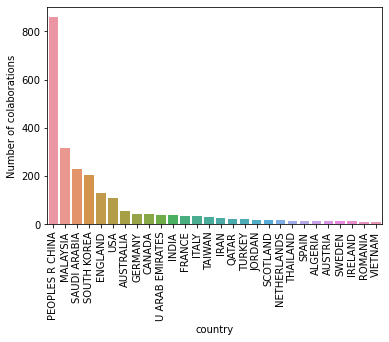 Number of colaborations
800
600
400
200
0
PEOPLES R CHINA
MALAYSIA
SAUDI ARABIA
SOUTH KOREA
ENGLAND
USA
AUSTRALIA
GERMANY
CANADA
U ARAB EMIRATES
INDIA
FRANCE
ITALY
TAIWAN
IRAN
QATAR
TURKEY
JORDAN
SCOTLAND
NETHERLANDS
THAILAND
SPAIN
ALGERIA
AUSTRIA
SWEDEN
IRELAND
ROMANIA
VIETNAM
country